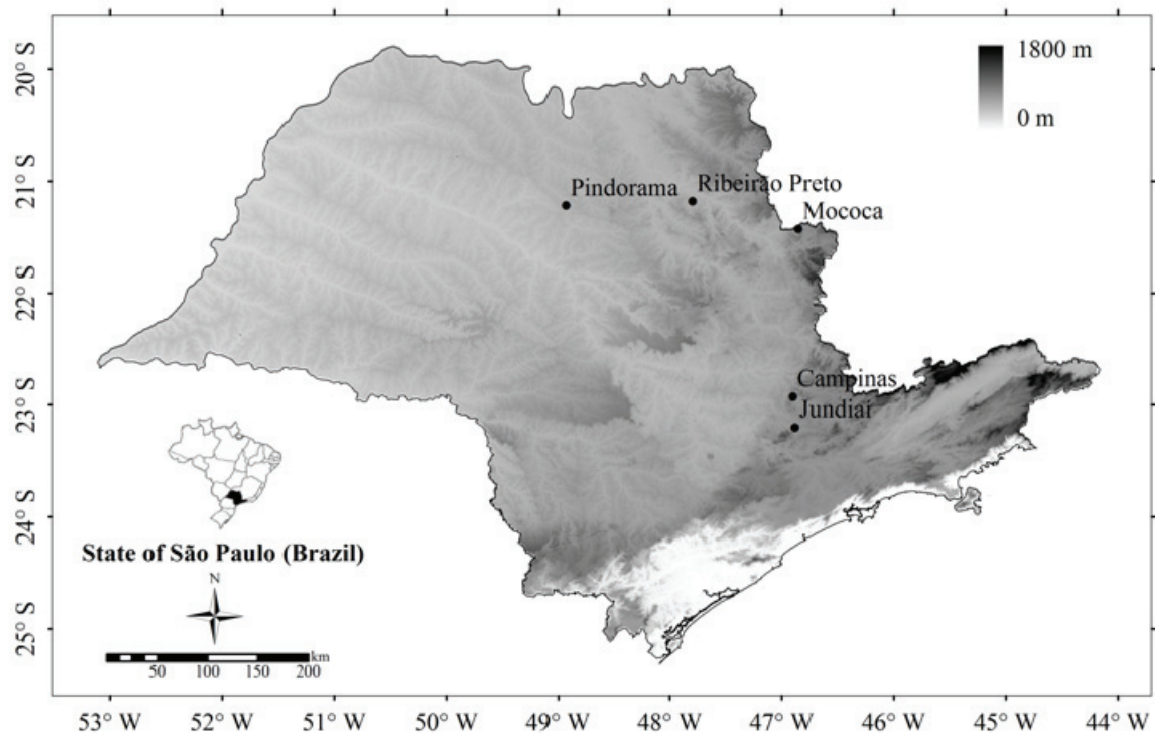 20° S
21° S
22° S
23° S
24° S
25° S
1800 m
0 m
Pindorama
Ribeirão Preto
Mococa
Campinas
Jundiaí
State of São Paulo (Brazil)
N
km
50 100 150 200
53° W 52° W 51° W 50° W 49° W 48° W 47° W 46° W 45° W 44° W